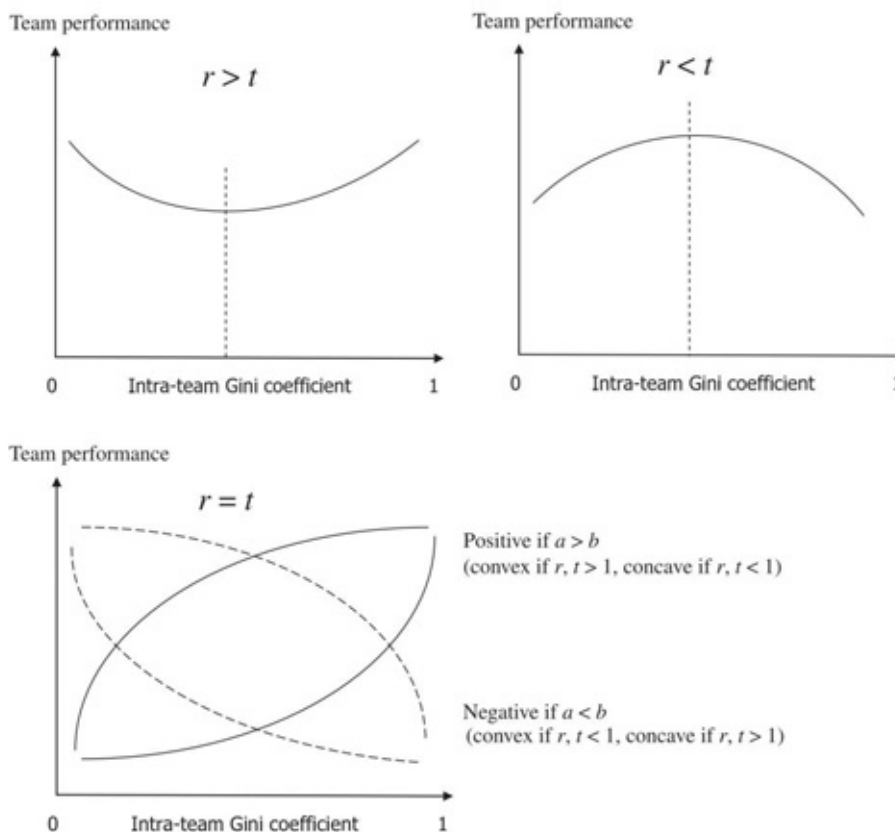 Team performance
r > t
0 Intra-team Gini coefficient 1
Team performance
r < t
0 Intra-team Gini coefficient
Team performance
r = t
Positive if a > b
(convex if r, t > 1, concave if r, t < 1)
Negative if a < b
(convex if r, t < 1, concave if r, t > 1)
0 Intra-team Gini coefficient 1